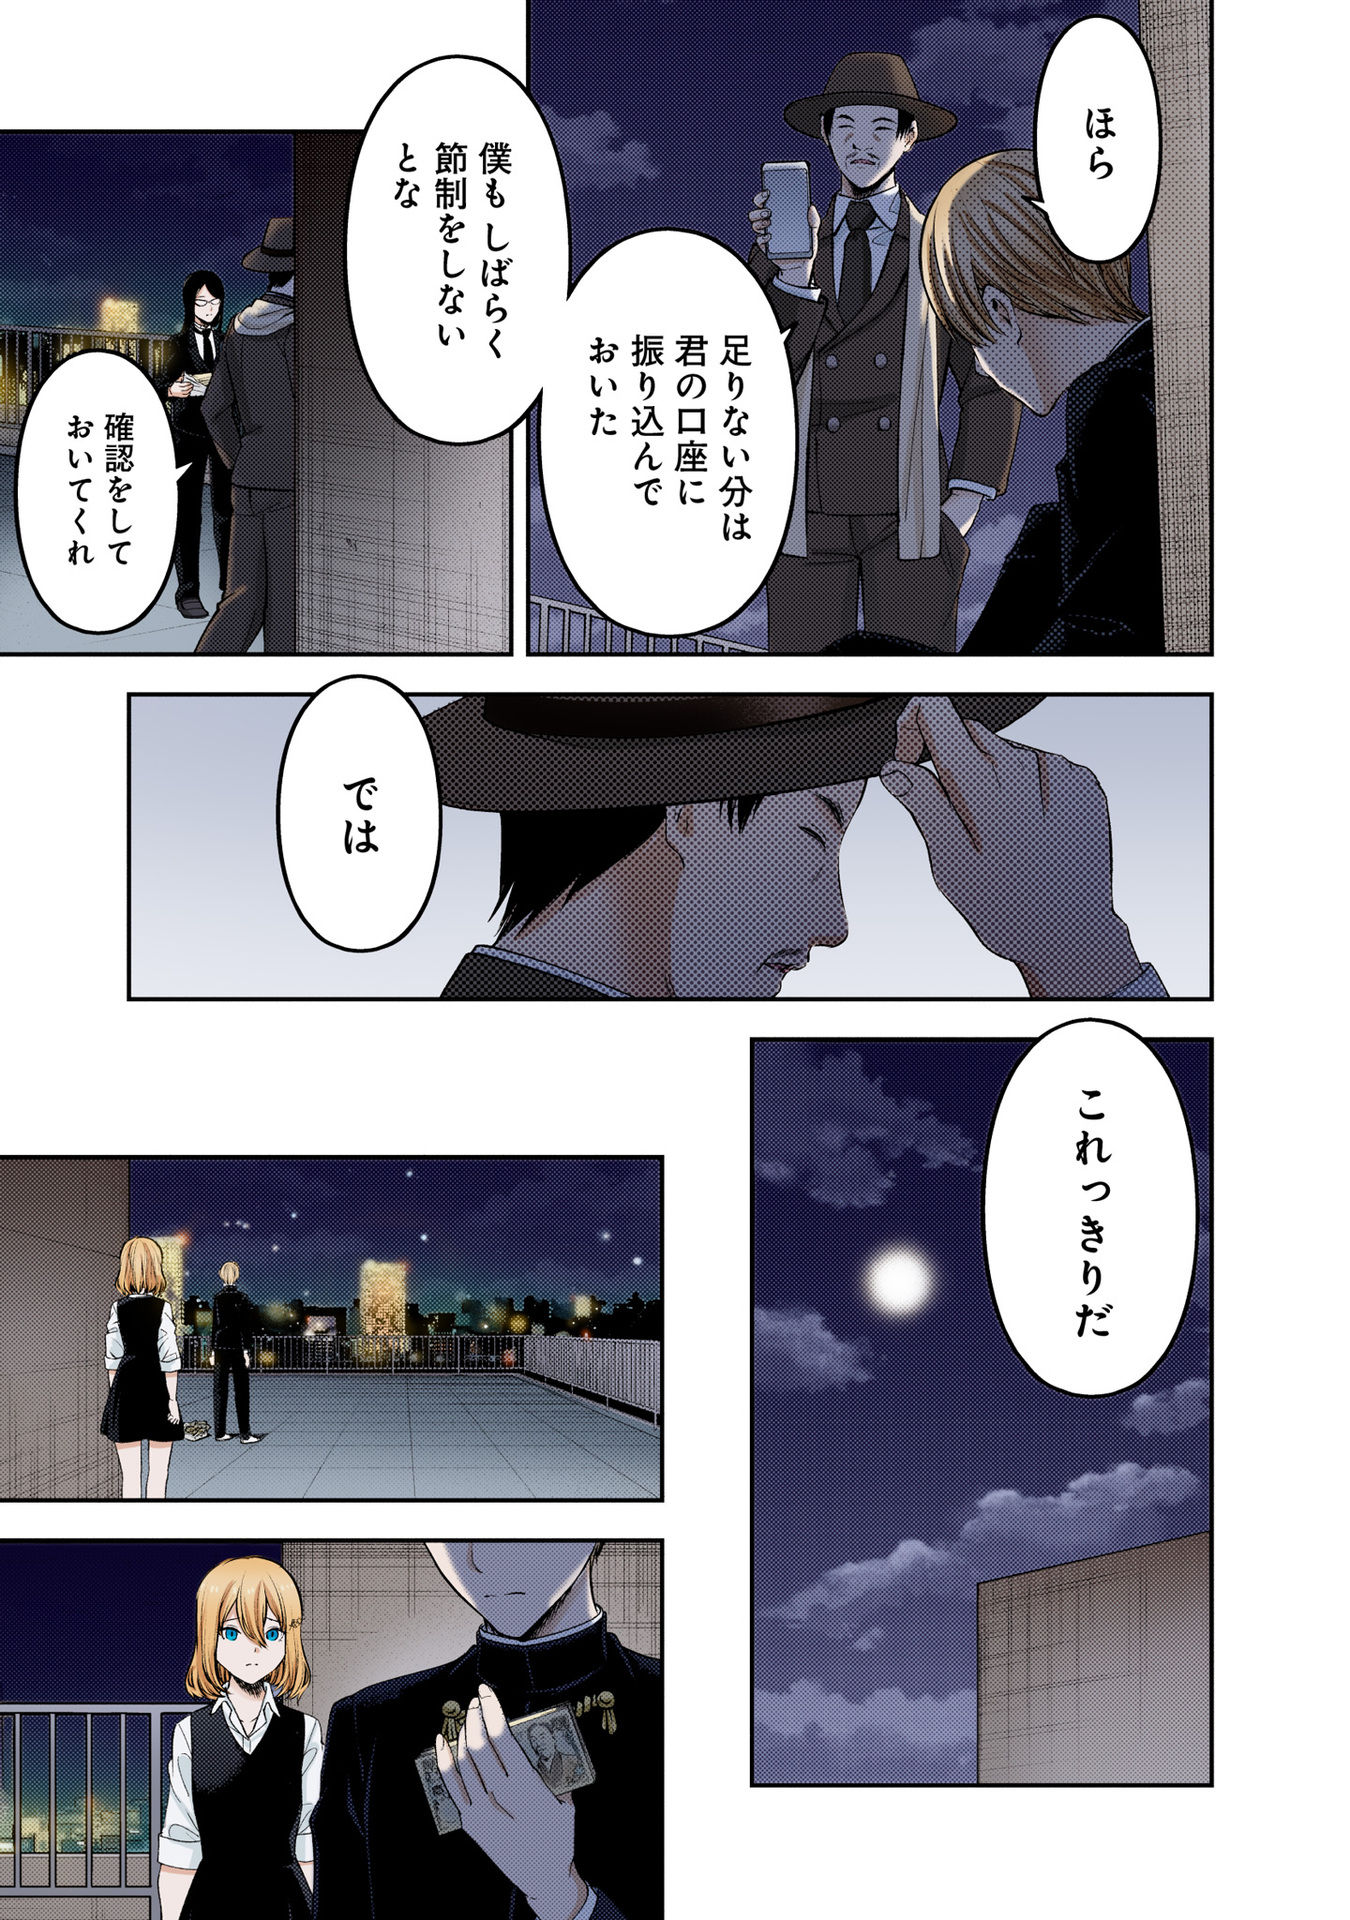 ほら
足りない分は
君の口座に
振り込んで
おいた
僕もしばらく
節制をしない
とな
確認をして
おいてくれ
では
これっきりだ